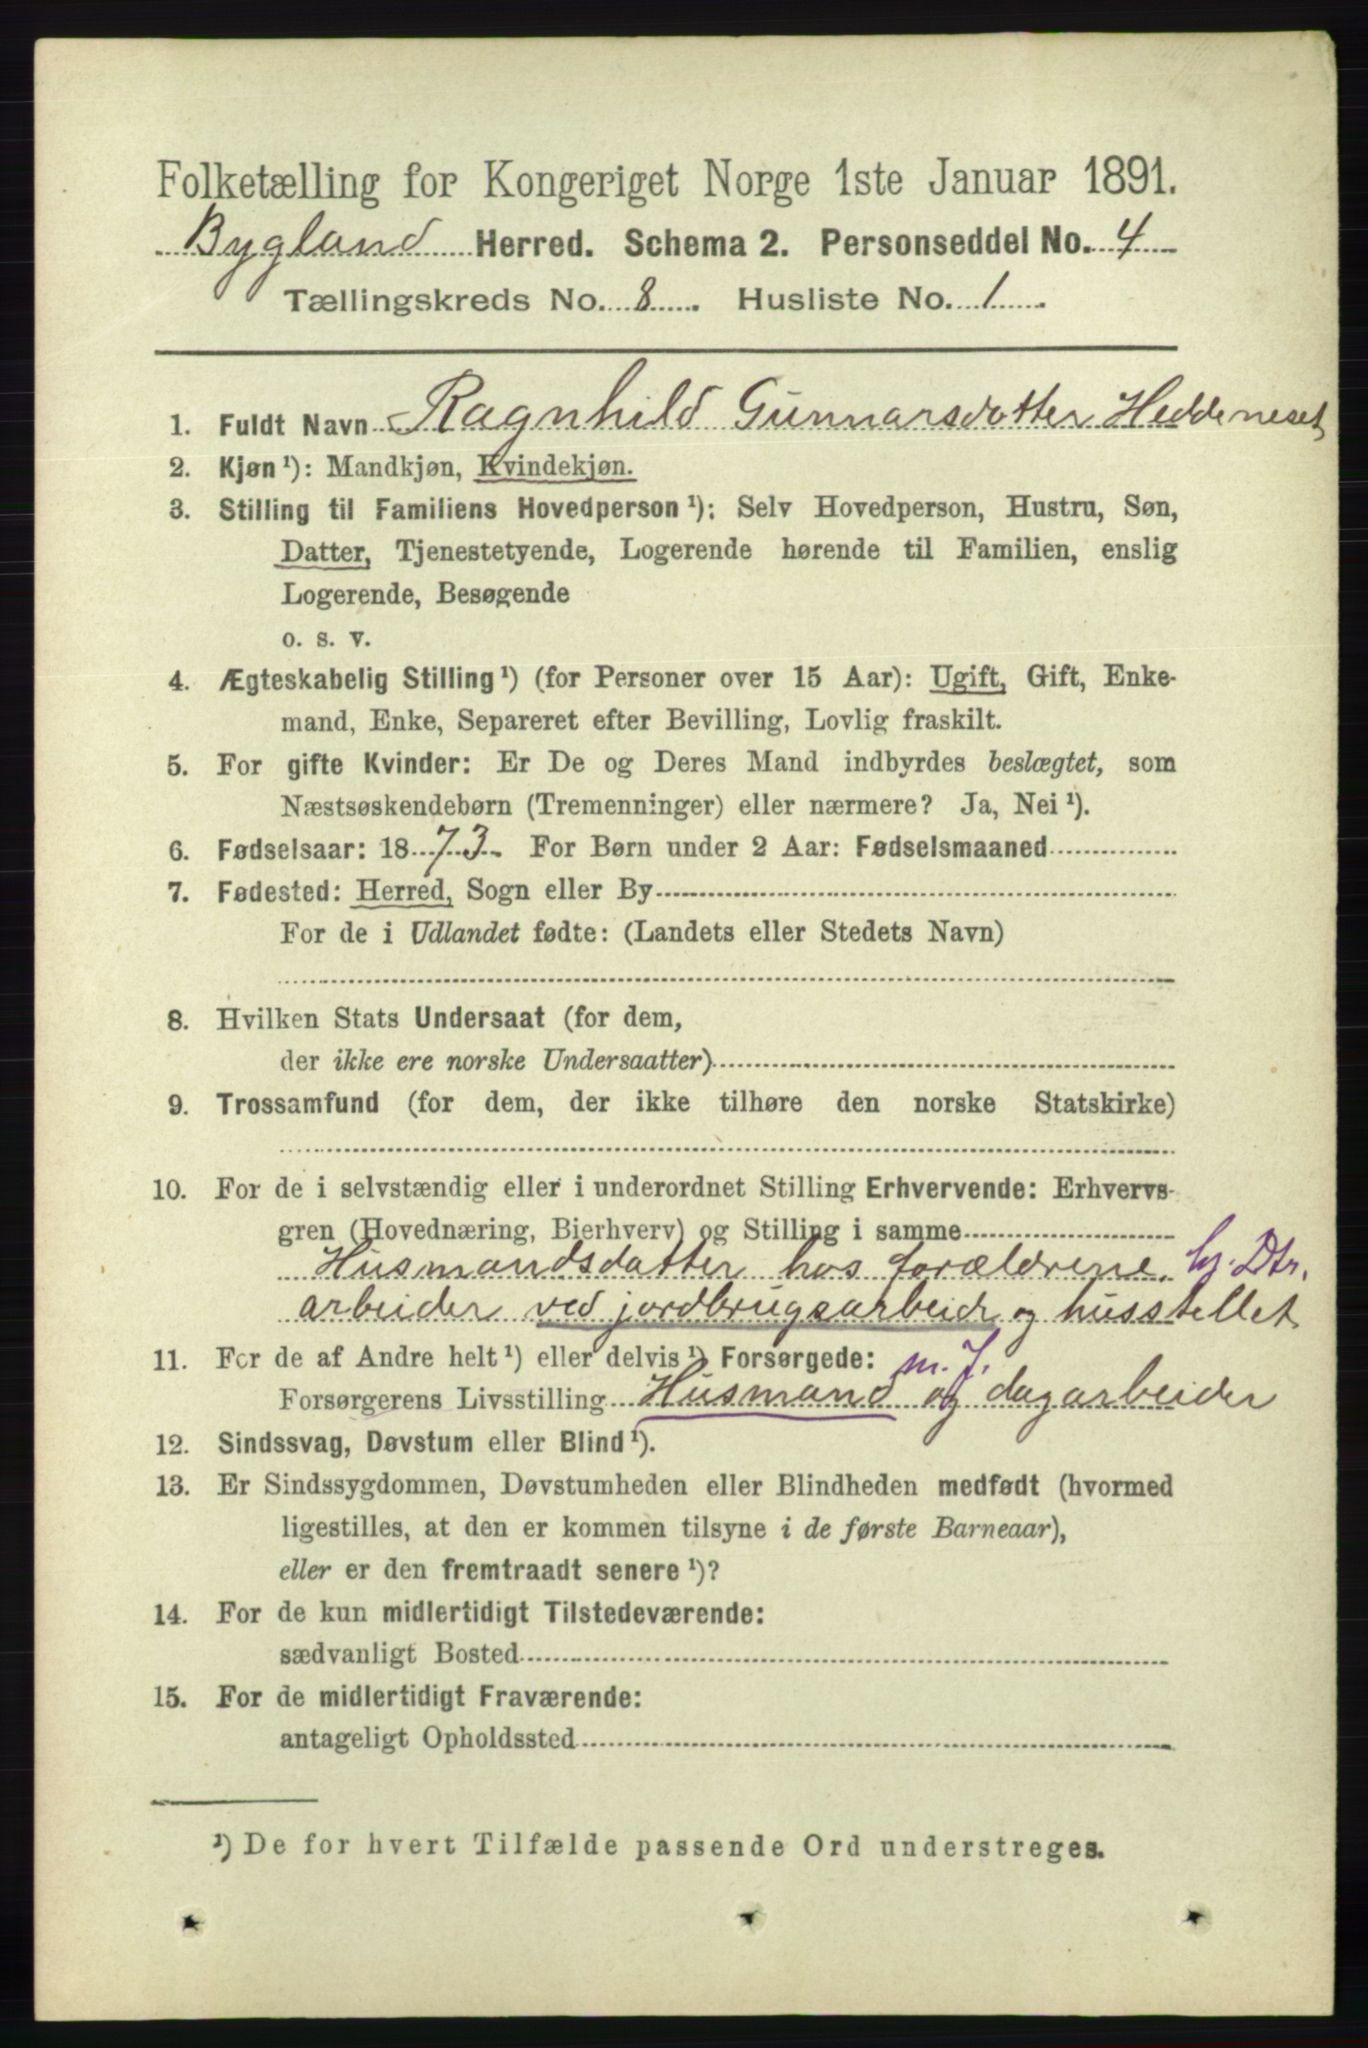 Folketælling for Kongeriget Norge 1ste Januar 1891.
Bygland Herred. Schema 2. Personseddel No. 4
Tællingskreds No. 8 Husliste No. 1
1. Fuldt Navn Ragnhild Gunnarsdatter Heddeneset
2. Kjøn ¹): Mandkjøn, Kvindekjøn.
3. Stilling til Familiens Hovedperson ¹): Selv Hovedperson, Hustru, Søn,
Datter, Tjenestetyende, Logerende hørende til Familien, enslig
Logerende, Besøgende
o. s. v.
4. Ægteskabelig Stilling ¹) (for Personer over 15 Aar): Ugift, Gift, Enke-
mand, Enke, Separeret efter Bevilling, Lovlig fraskilt.
5. For gifte Kvinder: Er De og Deres Mand indbyrdes beslægtet, som
Næstsøskendebørn (Tremenninger) eller nærmere? Ja, Nei ¹).
6. Fødselsaar: 1873. For Børn under 2 Aar: Fødselsmaaned
7. Fødested: Herred, Sogn eller By
For de i Udlandet fødte: (Landets eller Stedets Navn)
8. Hvilken Stats Undersaat (for dem,
der ikke ere norske Undersaatter)
9. Trossamfund (for dem, der ikke tilhøre den norske Statskirke)
10. For de i selvstændig eller i underordnet Stilling Erhvervende: Erhvervs-
gren (Hovednæring, Bierhverv) og Stilling i samme
Husmandsdatter hos forældrene. hj. Dtr.
arbeider ved jordbrugsarbeide og husstellet
11. For de af Andre helt ¹) eller delvis ¹) Forsørgede:
m. J.
Forsørgerens Livsstilling Husmand og dagarbeider
12. Sindssvag, Døvstum eller Blind ¹).
13. Er Sindssygdommen, Døvstumheden eller Blindheden medfødt (hvormed
ligestilles, at den er kommen tilsyne i de første Barneaar),
eller er den fremtraadt senere ¹)?
14. For de kun midlertidigt Tilstedeværende:
sædvanligt Bosted
15. For de midlertidigt Fraværende:
antageligt Opholdssted
¹) De for hvert Tilfælde passende Ord understreges.